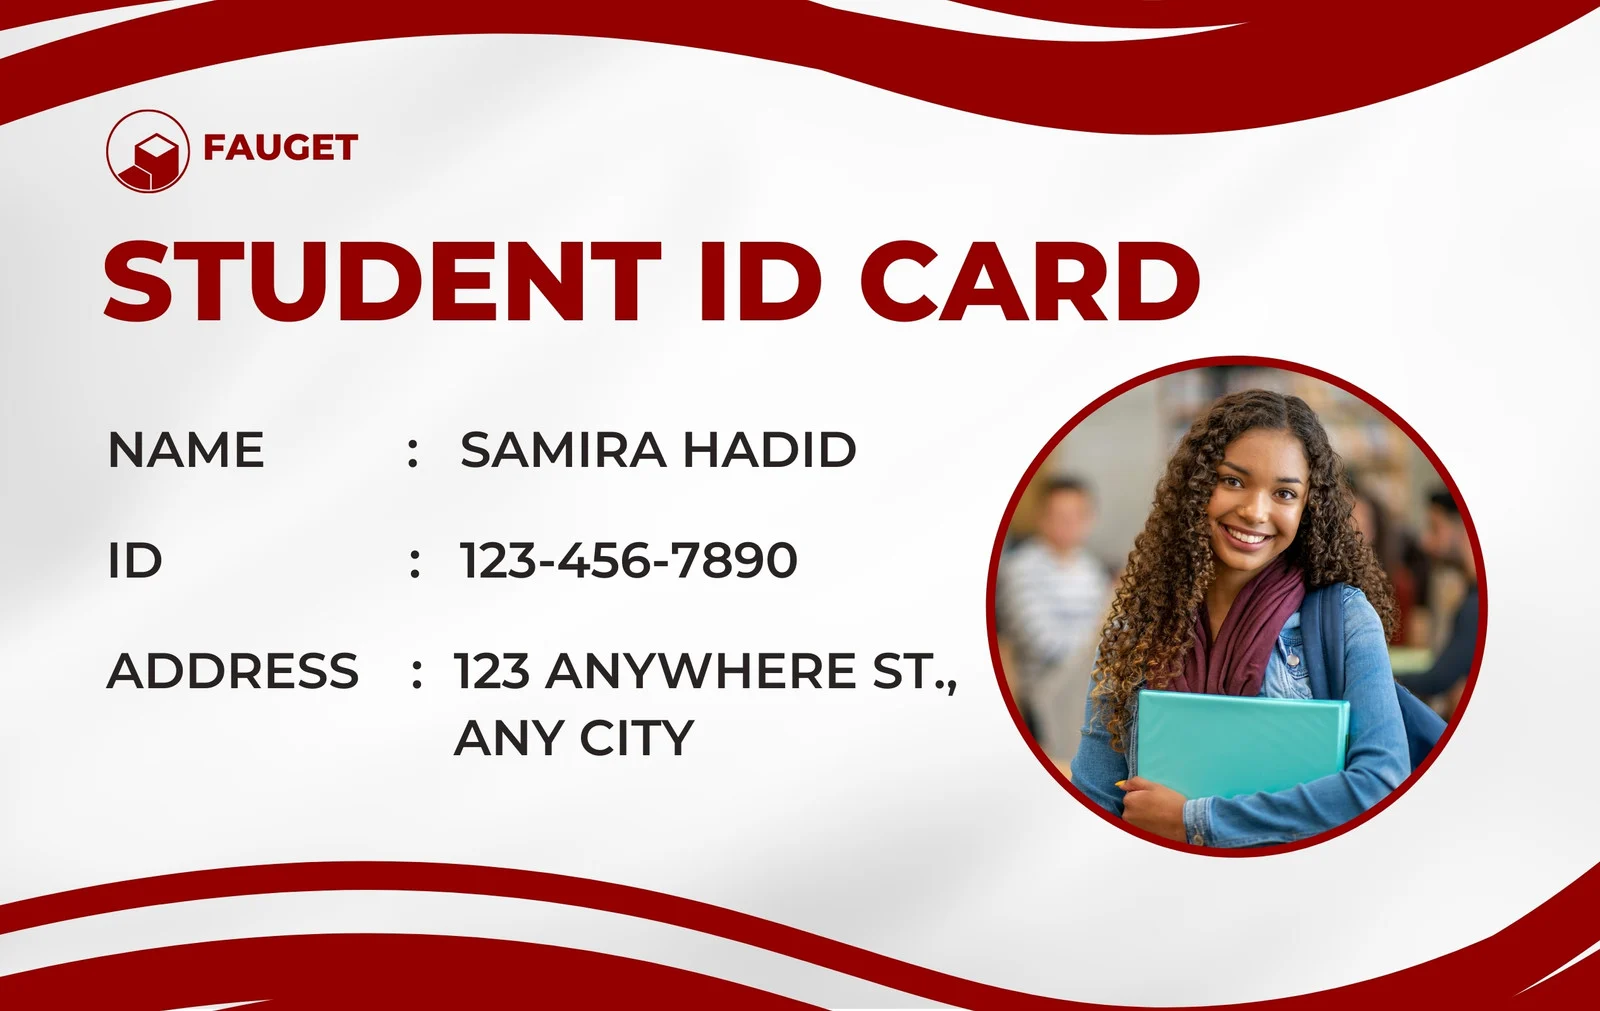 FAUGET
STUDENT ID CARD
NAME : SAMIRA HADID
ID : 123-456-7890
ADDRESS : 123 ANYWHERE ST.,
ANY CITY